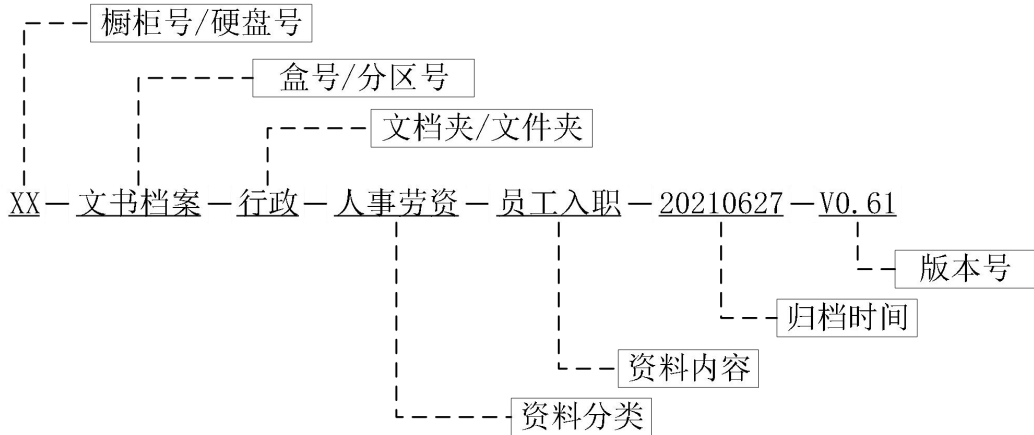 橱柜号/硬盘号
盒号/分区号
文档夹/文件夹
XX—文书档案—行政—人事劳资—员工入职—20210627—V0.61
版本号
归档时间
资料内容
资料分类